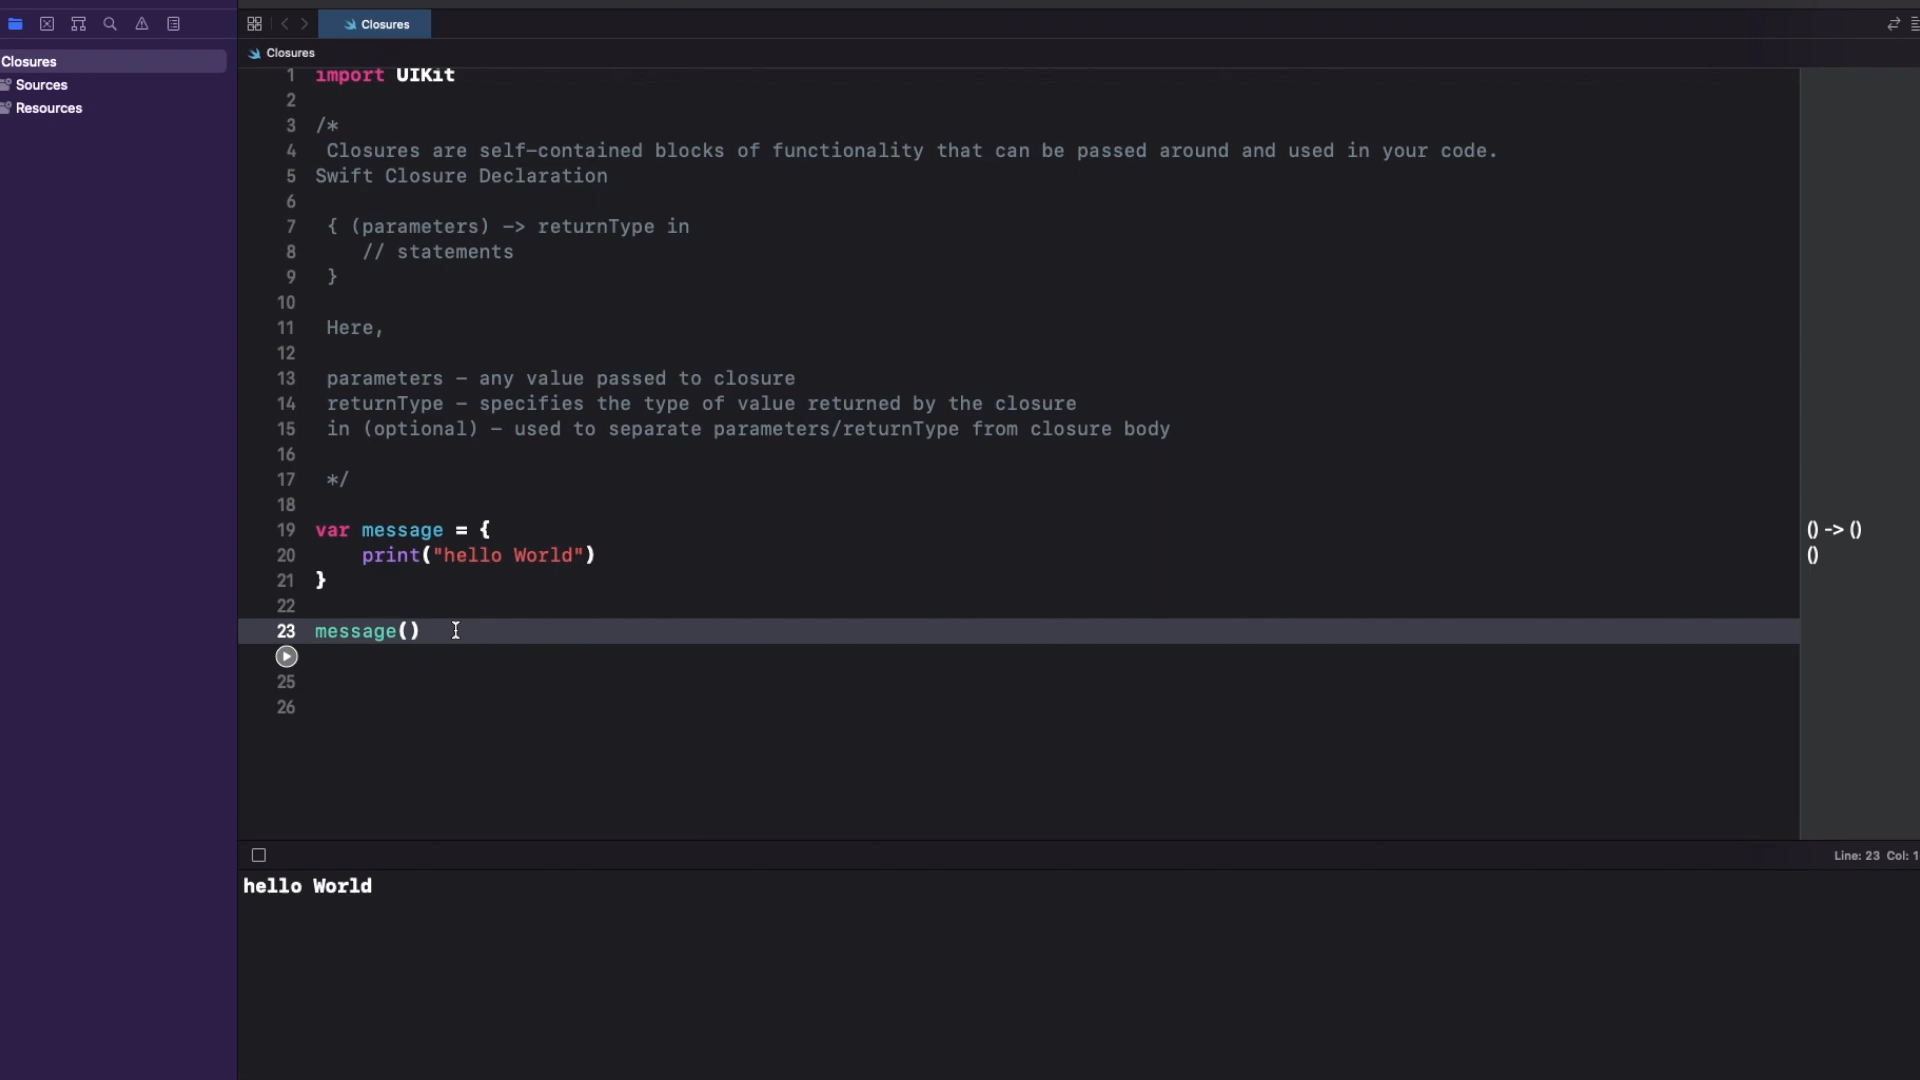 Closures
Closures
Closures
Sources
Resources
1 import UIKit
2
3 /*
4 Closures are self-contained blocks of functionality that can be passed around and used in your code.
5 Swift Closure Declaration
6
7 { (parameters) -> returnType in
8 // statements
9 }
10
11 Here,
12
13 parameters - any value passed to closure
14 returnType - specifies the type of value returned by the closure
15 in (optional) - used to separate parameters/returnType from closure body
16
17 */
18
19 var message = {
20 print("hello World")
21 }
22
23 message()
25
26
() -> ()
()
Line: 23 Col: 1
hello World